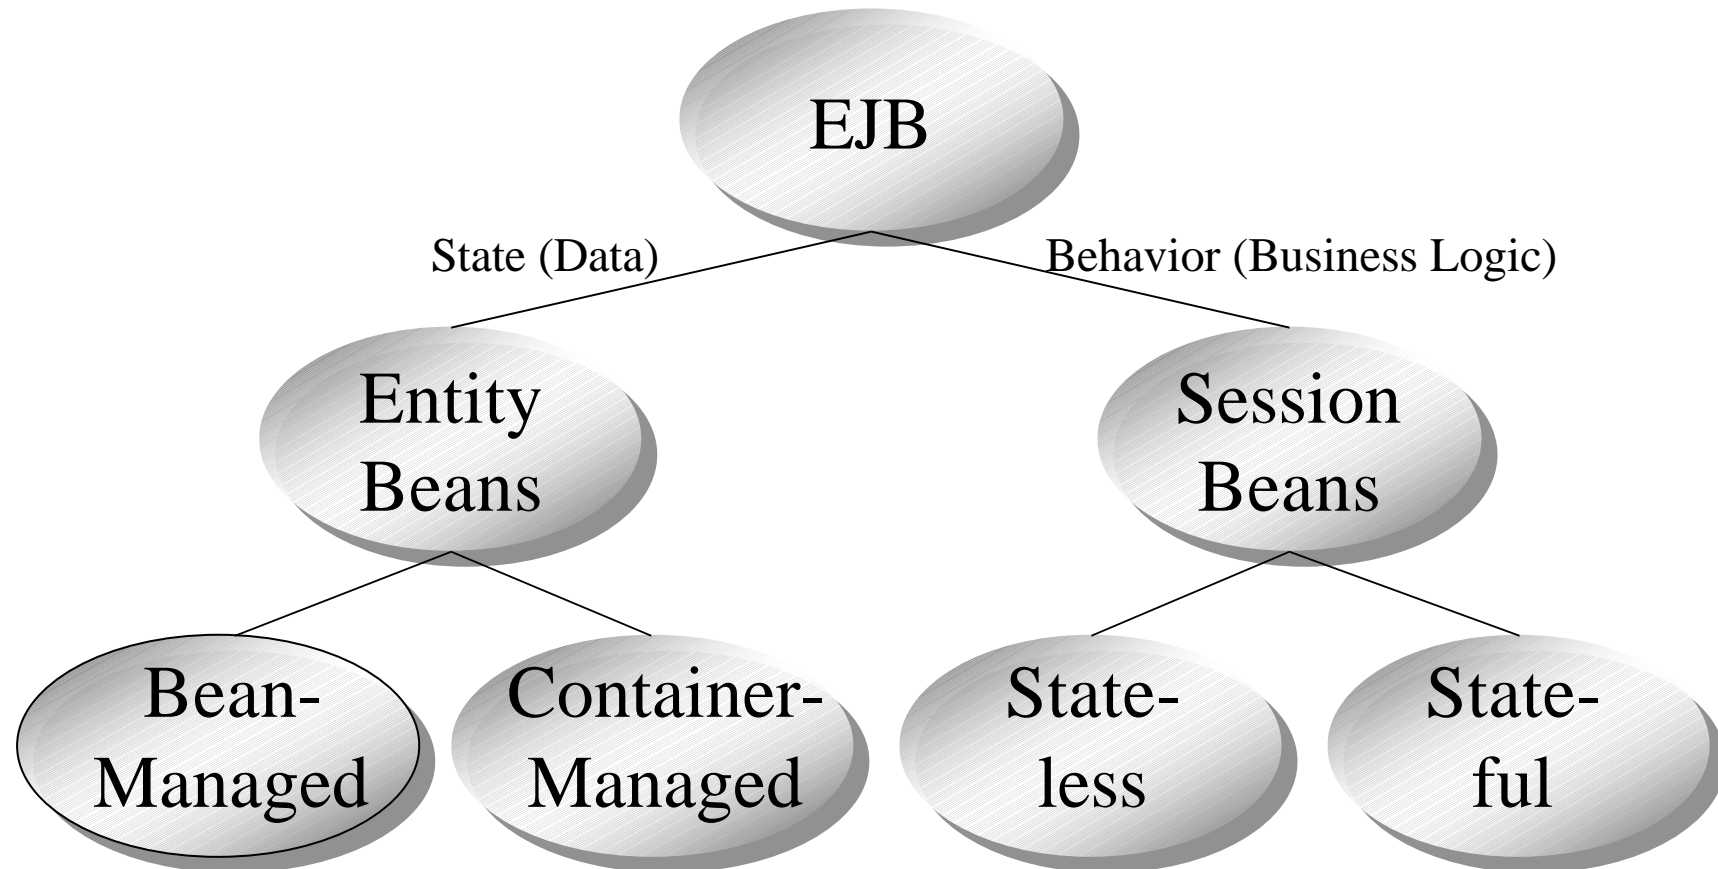 EJB
State (Data)
Behavior (Business Logic)
Entity
Beans
Session
Beans
Bean-
Managed
Container-
Managed
State-
less
State-
ful